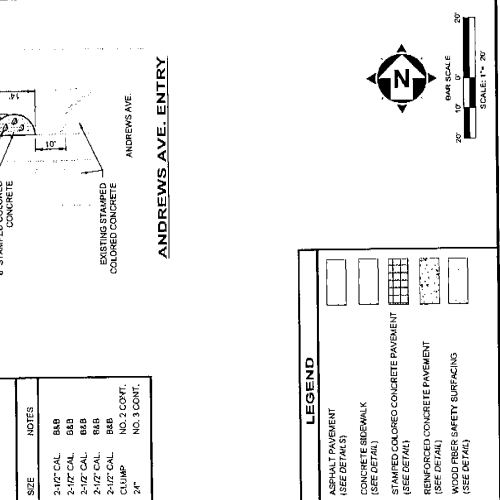 14'
10'
6" STAMPED COLORED
CONCRETE
EXISTING STAMPED
COLORED CONCRETE
ANDREWS AVE.
ANDREWS AVE. ENTRY
N
BAR SCALE
20' 10' 0' 20'
SCALE: 1" = 20'
SIZE NOTES
2-1/2" CAL. B&B
2-1/2" CAL. B&B
2-1/2" CAL. B&B
2-1/2" CAL. B&B
2-1/2" CAL. B&B
CLUMP NO. 2 CONT.
24" NO. 3 CONT.
LEGEND
ASPHALT PAVEMENT
(SEE DETAILS)
CONCRETE SIDEWALK
(SEE DETAIL)
STAMPED COLORED CONCRETE PAVEMENT
(SEE DETAIL)
REINFORCED CONCRETE PAVEMENT
(SEE DETAIL)
WOOD FIBER SAFETY SURFACING
(SEE DETAIL)